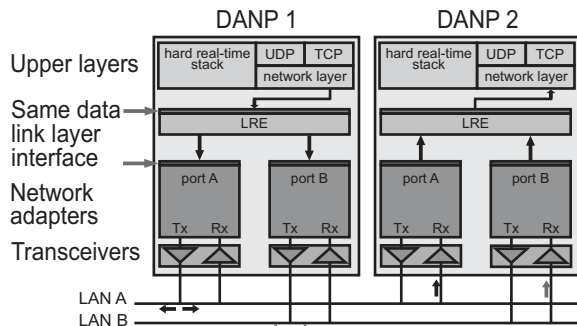 DANP 1 DANP 2
Upper layers
hard real-time
stack
UDP TCP
network layer
hard real-time
stack
UDP TCP
network layer
Same data
link layer
interface
LRE
LRE
Network
adapters
port A
port B
port A
port B
Tx Rx Tx Rx Tx Rx Tx Rx
Transceivers
LAN A
LAN B